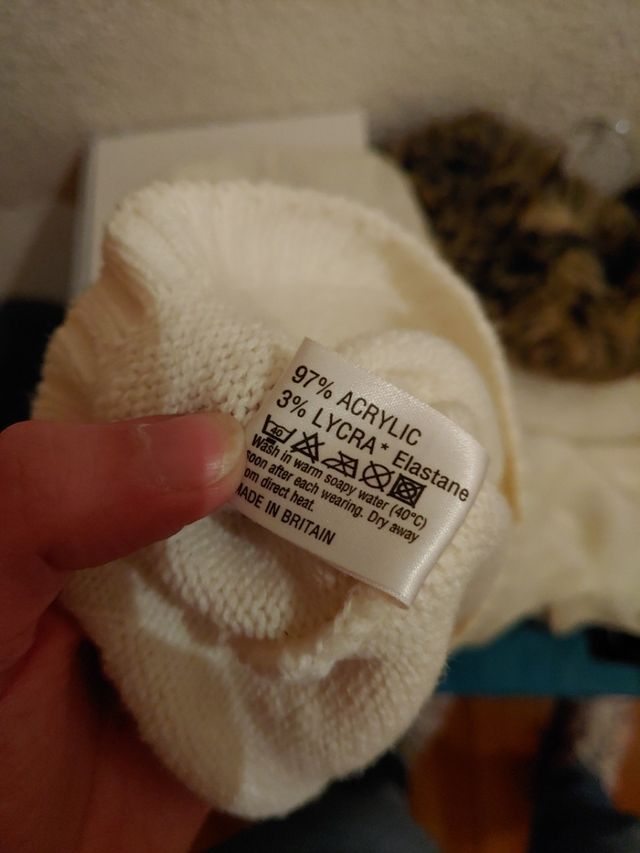 97% ACRYLIC
3% LYCRA* Elastane
40
Wash in warm soapy water (40°C)
soon after each wearing. Dry away
from direct heat.
MADE IN BRITAIN